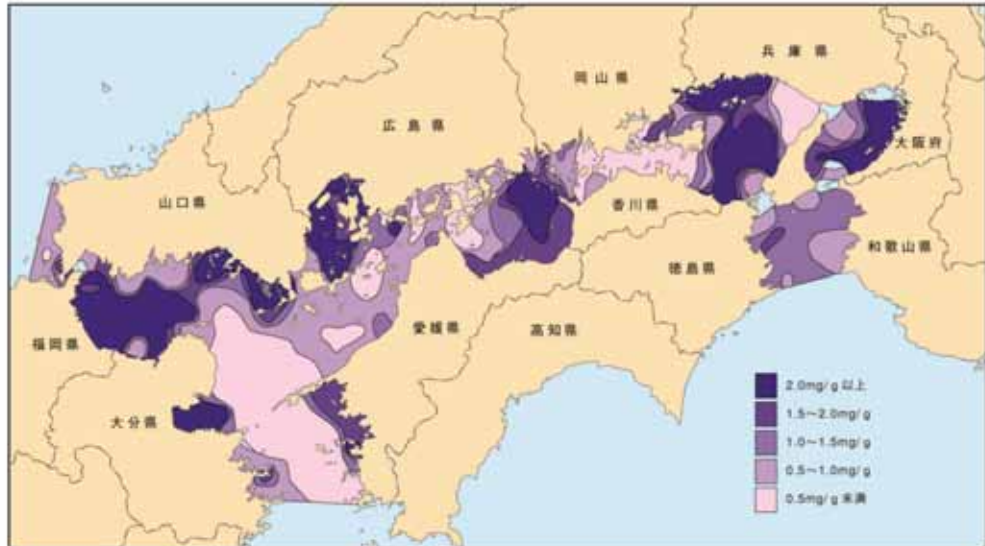 兵庫県
岡山県
広島県
大阪府
山口県
香川県
和歌山県
徳島県
愛媛県
高知県
福岡県
大分県
2.0mg/g以上
1.5～2.0mg/g
1.0～1.5mg/g
0.5～1.0mg/g
0.5mg/g未満